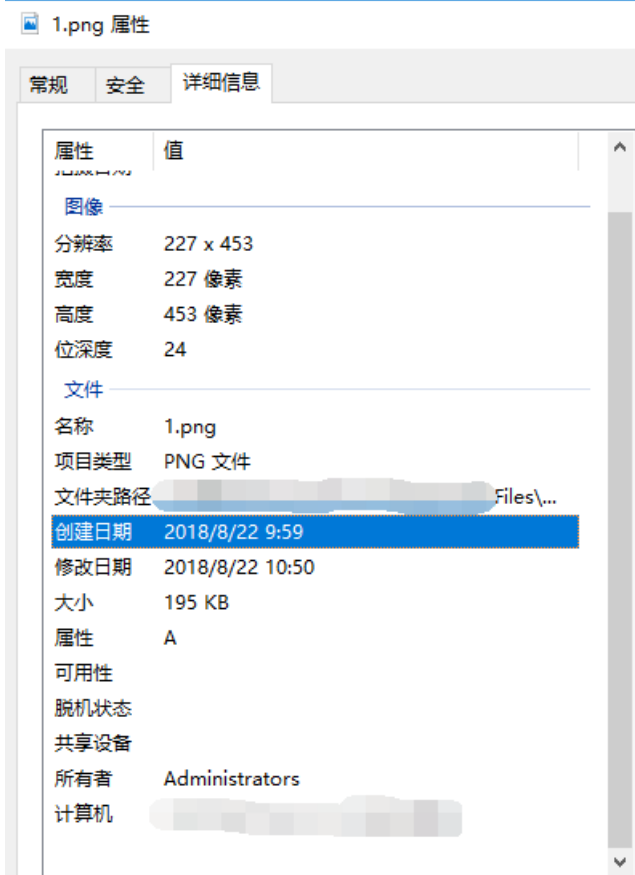 1.png 属性
常规 安全 详细信息
属性 值
拍摄日期
图像
分辨率 227 x 453
宽度 227 像素
高度 453 像素
位深度 24
文件
名称 1.png
项目类型 PNG 文件
文件夹路径 Files\...
创建日期 2018/8/22 9:59
修改日期 2018/8/22 10:50
大小 195 KB
属性 A
可用性
脱机状态
共享设备
所有者 Administrators
计算机